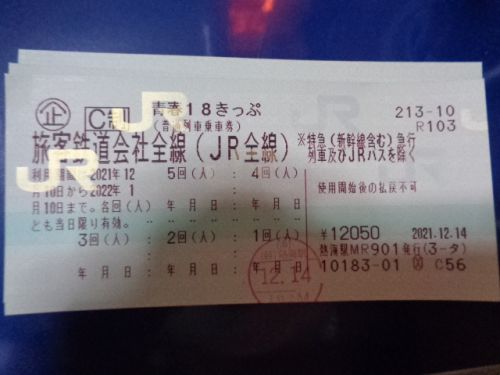 企 C制 青春18きっぷ
(普通列車乗車券)
213-10
R103
旅客鉄道会社全線(JR全線)
※特急(新幹線含む)急行
列車及びJRバスを除く
2021年12
月10日から2022年1
月10日まで。各回(人)
とも当日限り有効。
5回(人) : 4回(人)
年 月 日 : 年 月 日
使用開始後の払戻不可
3回(人) : 2回(人) : 1回(人)
年 月 日 : 年 月 日 : 年 月 日
¥12050 2021.12.14
熱海駅MR901発行(3-タ)
10183-01 C56
12.14